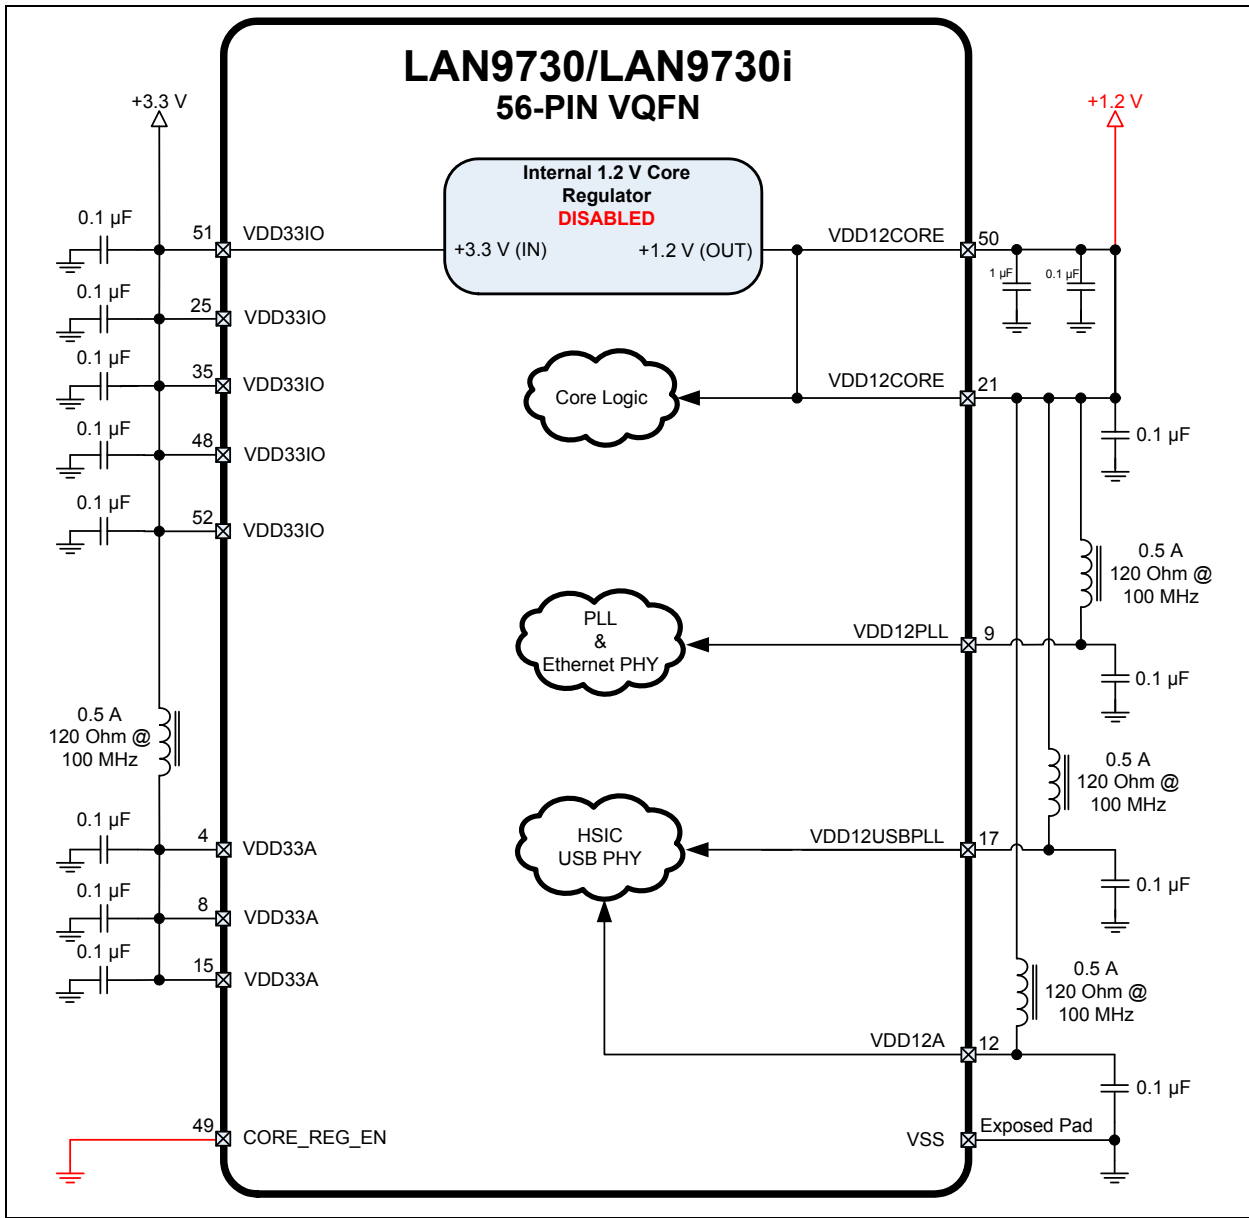 LAN9730/LAN9730i
56-PIN VQFN
+3.3 V
+1.2 V
Internal 1.2 V Core
Regulator
DISABLED
+3.3 V (IN)
+1.2 V (OUT)
0.1 µF
51
VDD33IO
VDD12CORE
50
1 µF
0.1 µF
0.1 µF
25
VDD33IO
0.1 µF
35
VDD33IO
Core Logic
VDD12CORE
21
0.1 µF
0.1 µF
48
VDD33IO
0.1 µF
52
VDD33IO
0.5 A
120 Ohm @
100 MHz
PLL
&
Ethernet PHY
VDD12PLL
9
0.1 µF
0.5 A
120 Ohm @
100 MHz
0.5 A
120 Ohm @
100 MHz
0.1 µF
4
VDD33A
HSIC
USB PHY
VDD12USBPLL
17
0.1 µF
0.1 µF
8
VDD33A
0.1 µF
15
VDD33A
0.5 A
120 Ohm @
100 MHz
VDD12A
12
0.1 µF
49
CORE_REG_EN
VSS
Exposed Pad